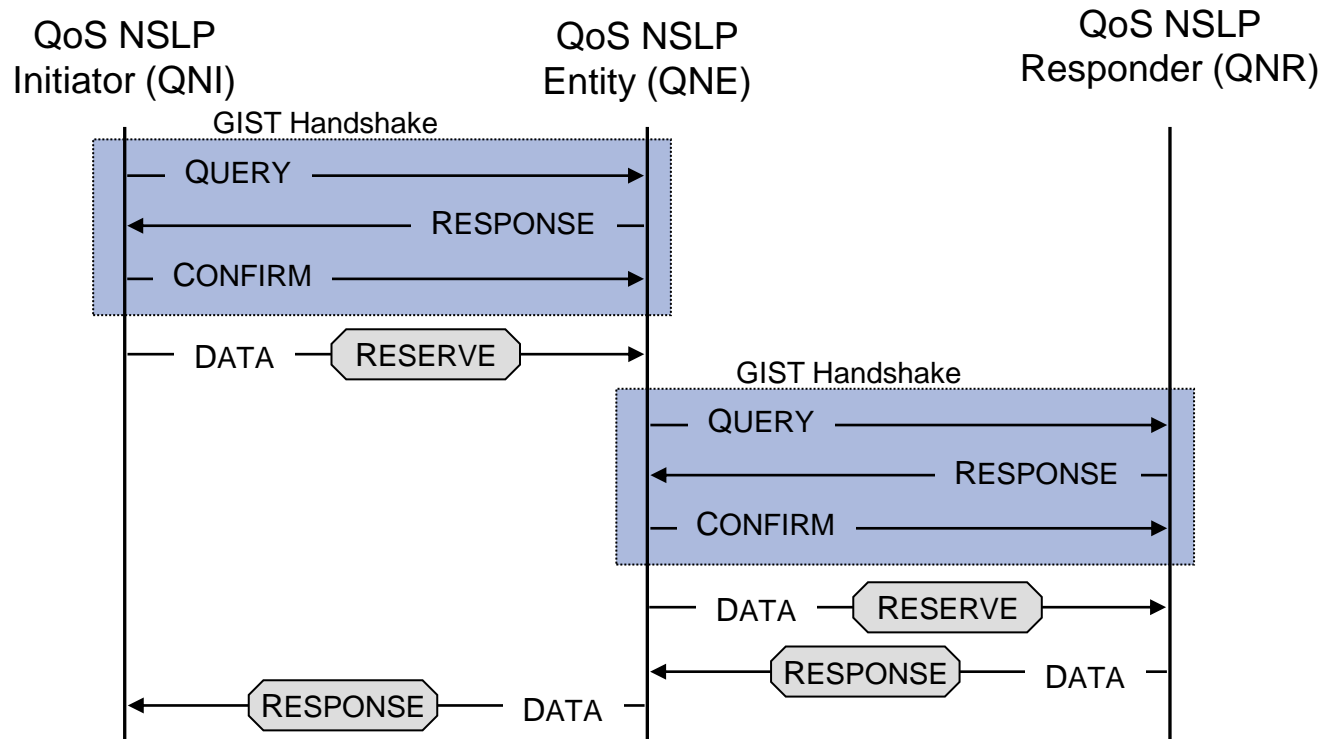 QoS NSLP
Initiator (QNI)
QoS NSLP
Entity (QNE)
QoS NSLP
Responder (QNR)
GIST Handshake
QUERY
RESPONSE
CONFIRM
DATA RESERVE
GIST Handshake
QUERY
RESPONSE
CONFIRM
DATA RESERVE
RESPONSE DATA
RESPONSE DATA